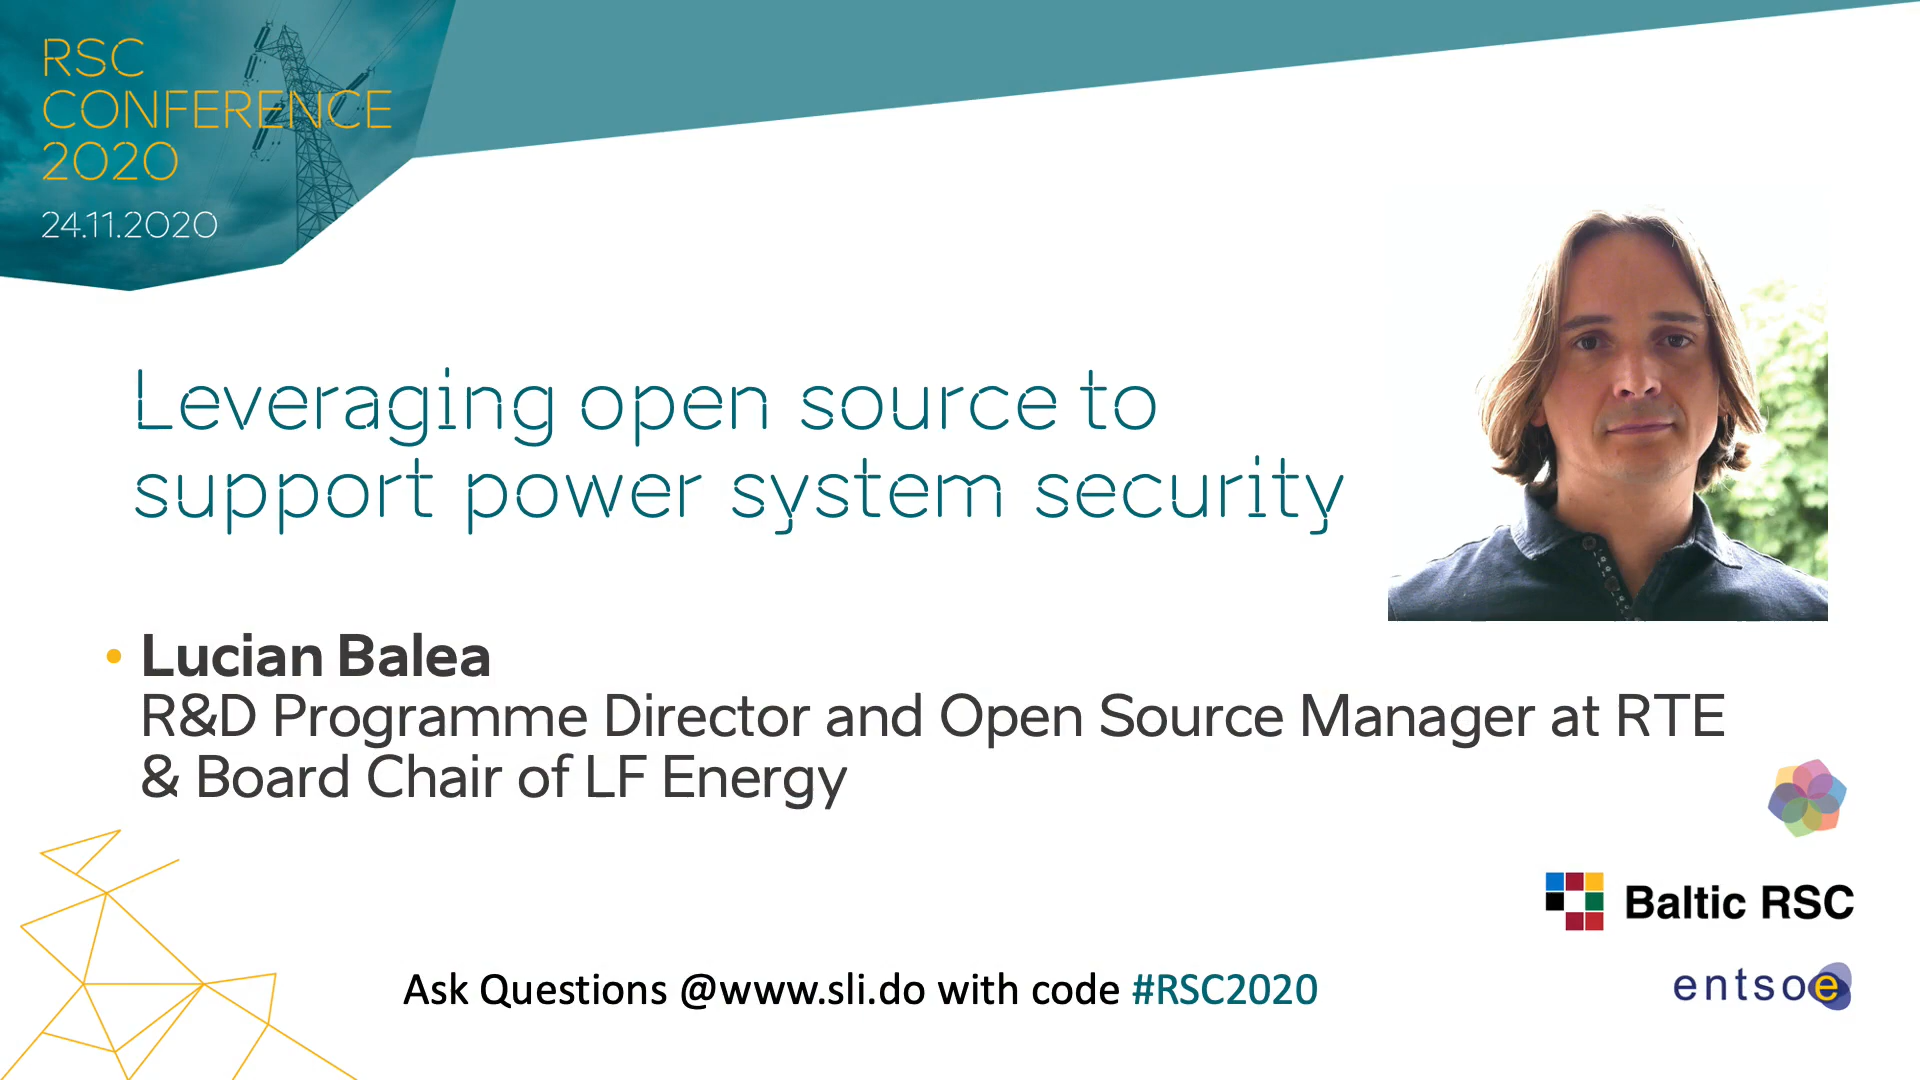 RSC
CONFERENCE
2020
24.11.2020
Leveraging open source to
support power system security
• Lucian Balea
R&D Programme Director and Open Source Manager at RTE
& Board Chair of LF Energy
Baltic RSC
entsoe
Ask Questions @www.sli.do with code #RSC2020